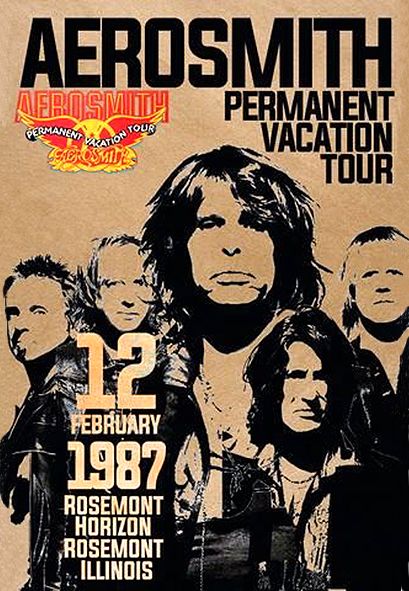 AEROSMITH
PERMANENT
VACATION
TOUR
AEROSMITH
PERMANENT VACATION TOUR
AEROSMITH
12
FEBRUARY
1987
ROSEMONT
HORIZON
ROSEMONT
ILLINOIS